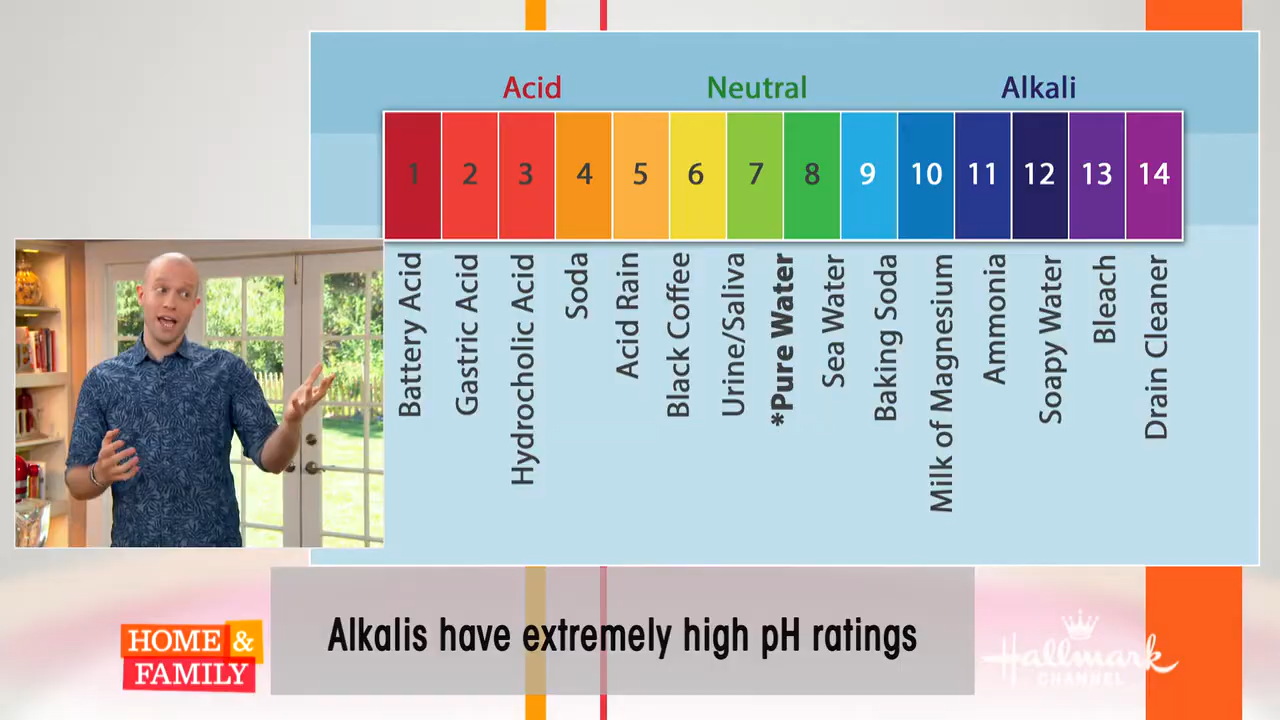 Acid Neutral Alkali
1 2 3 4 5 6 7 8 9 10 11 12 13 14
Battery Acid
Gastric Acid
Hydrocholic Acid
Soda
Acid Rain
Black Coffee
Urine/Saliva
*Pure Water
Sea Water
Baking Soda
Milk of Magnesium
Ammonia
Soapy Water
Bleach
Drain Cleaner
Alkalis have extremely high pH ratings
HOME &
FAMILY
Hallmark
CHANNEL